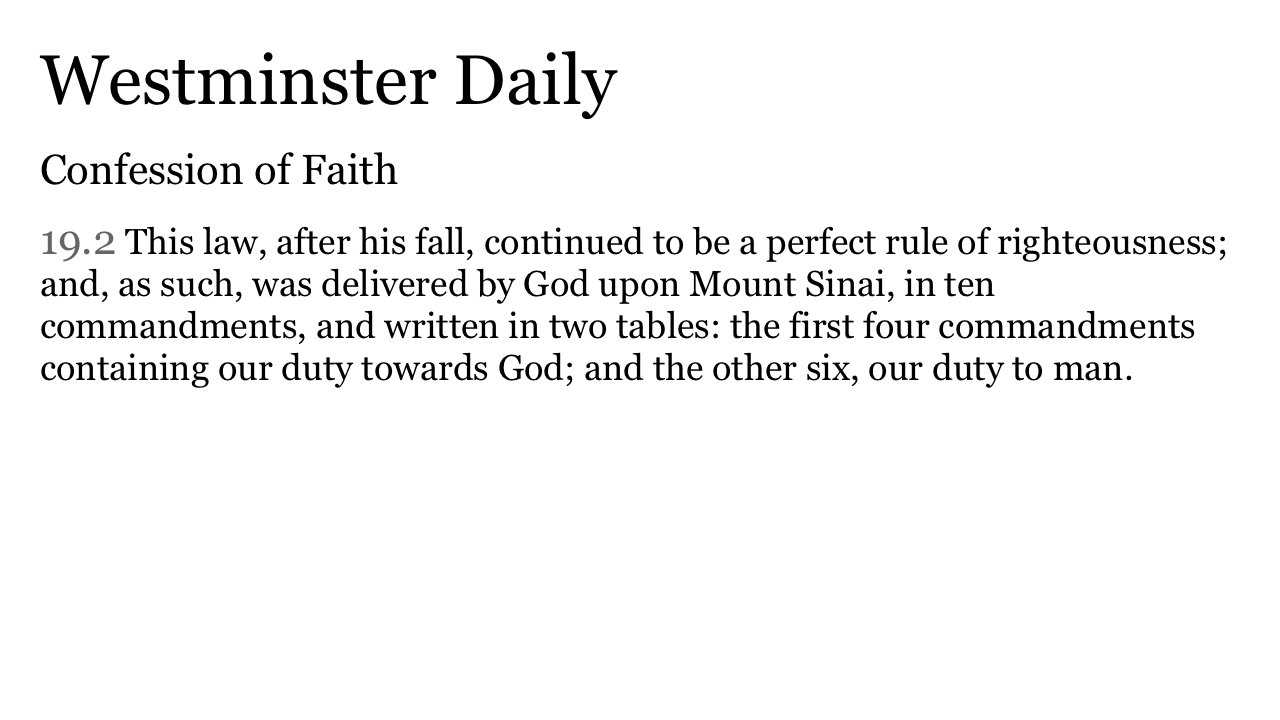 Westminster Daily
Confession of Faith
19.2 This law, after his fall, continued to be a perfect rule of righteousness;
and, as such, was delivered by God upon Mount Sinai, in ten
commandments, and written in two tables: the first four commandments
containing our duty towards God; and the other six, our duty to man.